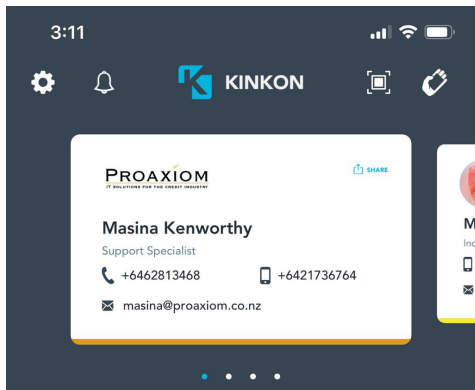 3:11
KINKON
PROAXIOM
IT SOLUTIONS FOR THE CREDIT INDUSTRY
SHARE
Masina Kenworthy
Support Specialist
+6462813468 +6421736764
masina@proaxiom.co.nz
M
Inc